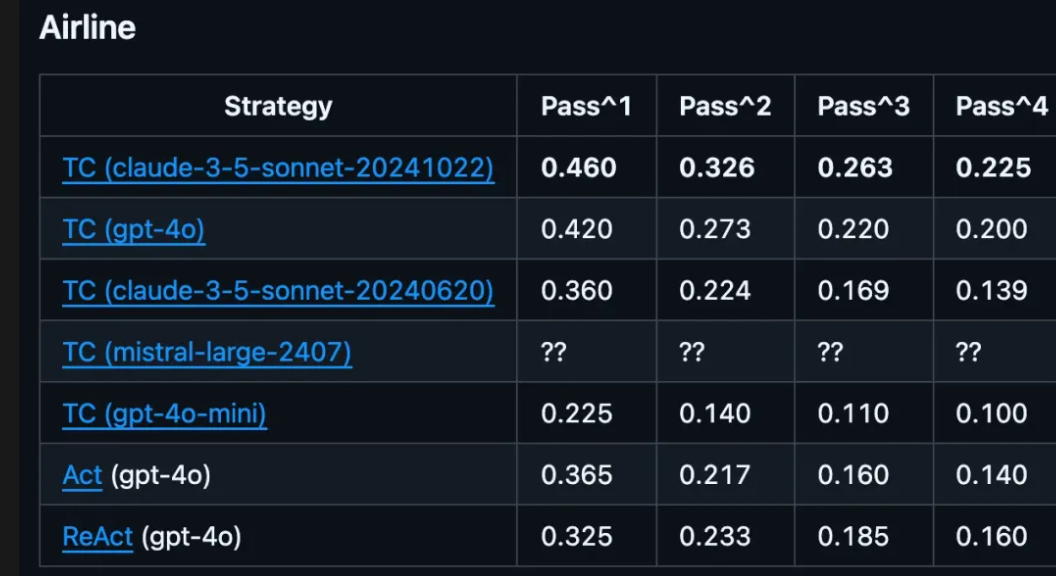 Airline
Strategy Pass^1 Pass^2 Pass^3 Pass^4
TC (claude-3-5-sonnet-20241022) 0.460 0.326 0.263 0.225
TC (gpt-4o) 0.420 0.273 0.220 0.200
TC (claude-3-5-sonnet-20240620) 0.360 0.224 0.169 0.139
TC (mistral-large-2407) ?? ?? ?? ??
TC (gpt-4o-mini) 0.225 0.140 0.110 0.100
Act (gpt-4o) 0.365 0.217 0.160 0.140
ReAct (gpt-4o) 0.325 0.233 0.185 0.160